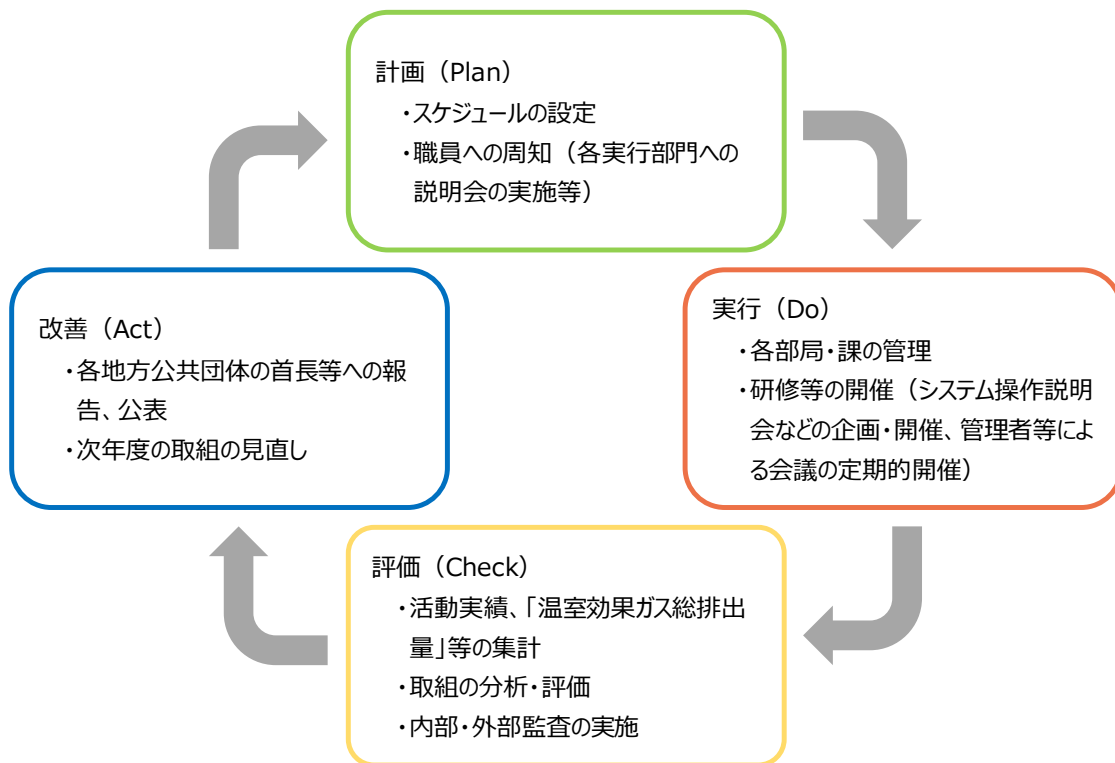 計画（Plan）
・スケジュールの設定
・職員への周知（各実行部門への
説明会の実施等）
実行（Do）
・各部局・課の管理
・研修等の開催（システム操作説明
会などの企画・開催、管理者等によ
る会議の定期的開催）
評価（Check）
・活動実績、「温室効果ガス総排出
量」等の集計
・取組の分析・評価
・内部・外部監査の実施
改善（Act）
・各地方公共団体の首長等への報
告、公表
・次年度の取組の見直し